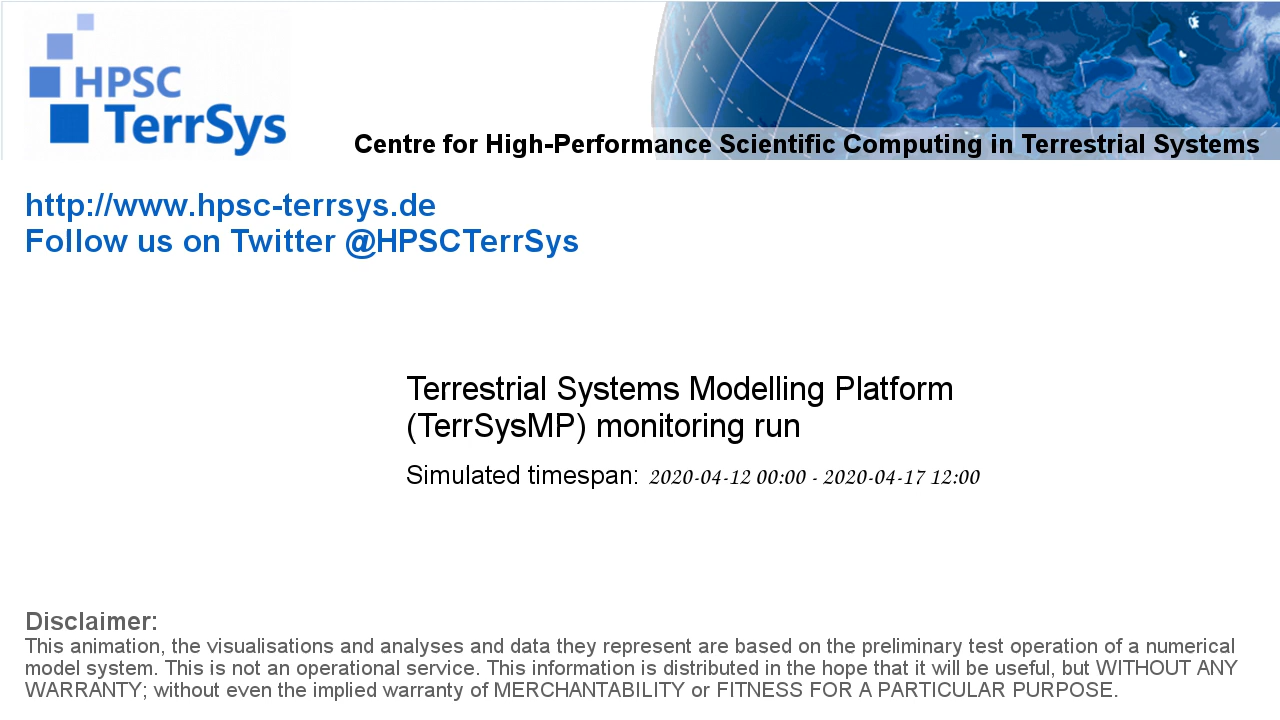 HPSC
TerrSys
Centre for High-Performance Scientific Computing in Terrestrial Systems
http://www.hpsc-terrsys.de
Follow us on Twitter @HPSCTerrSys
Terrestrial Systems Modelling Platform
(TerrSysMP) monitoring run
Simulated timespan: 2020-04-12 00:00 - 2020-04-17 12:00
Disclaimer:
This animation, the visualisations and analyses and data they represent are based on the preliminary test operation of a numerical
model system. This is not an operational service. This information is distributed in the hope that it will be useful, but WITHOUT ANY
WARRANTY; without even the implied warranty of MERCHANTABILITY or FITNESS FOR A PARTICULAR PURPOSE.